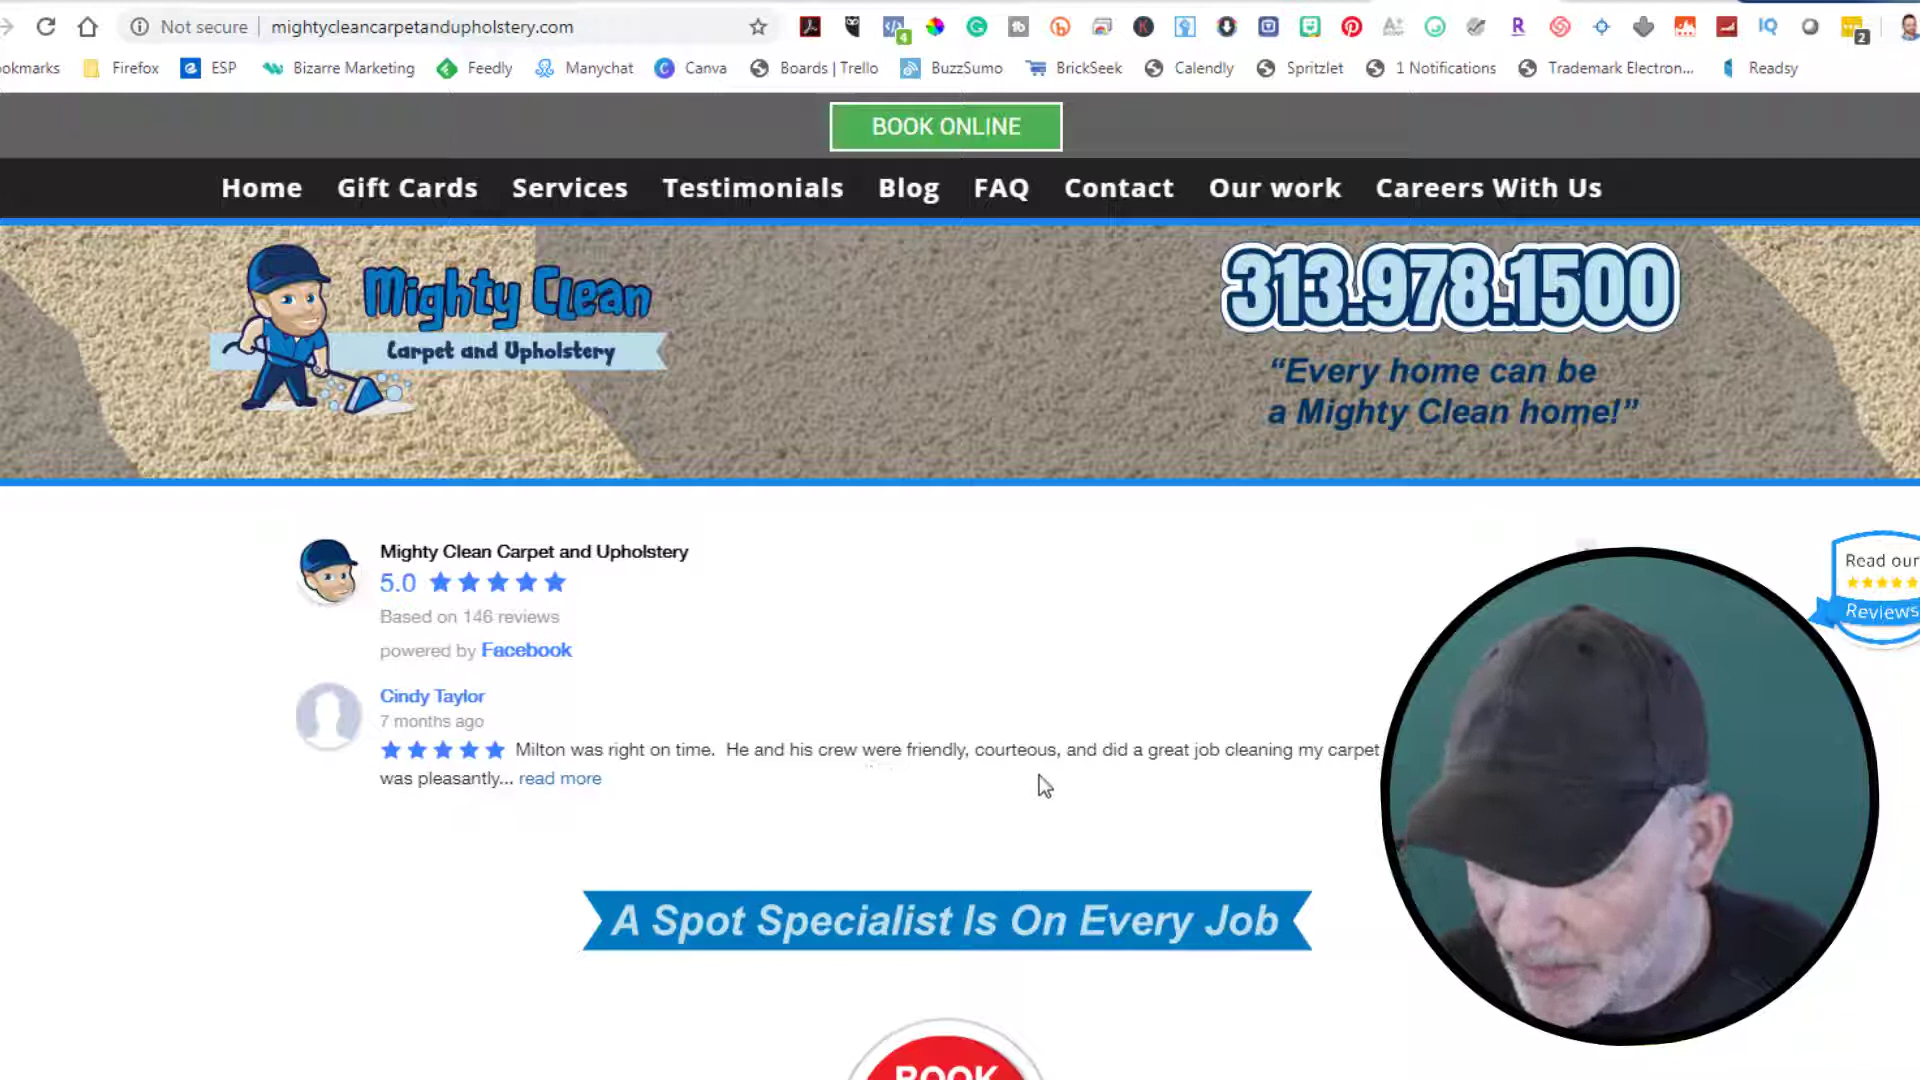 Not secure mightycleancarpetandupholstery.com
4
2
okmarks Firefox ESP Bizarre Marketing Feedly Manychat Canva Boards | Trello BuzzSumo BrickSeek Calendly Spritzlet 1 Notifications Trademark Electron... Readsy
BOOK ONLINE
Home Gift Cards Services Testimonials Blog FAQ Contact Our work Careers With Us
Mighty Clean
Carpet and Upholstery
313.978.1500
“Every home can be
a Mighty Clean home!”
Mighty Clean Carpet and Upholstery
5.0
Based on 146 reviews
powered by Facebook
Read our
Reviews
Cindy Taylor
7 months ago
Milton was right on time. He and his crew were friendly, courteous, and did a great job cleaning my carpet
was pleasantly... read more
A Spot Specialist Is On Every Job
BOOK